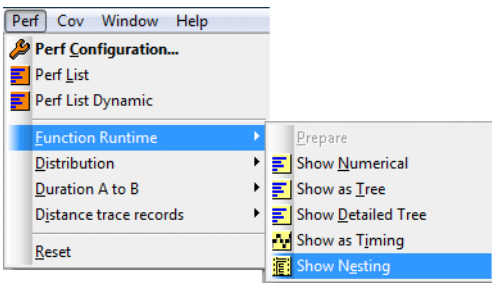 Perf Cov Window Help
Perf Configuration...
Perf List
Perf List Dynamic
Function Runtime
Distribution
Duration A to B
Distance trace records
Reset
Prepare
Show Numerical
Show as Tree
Show Detailed Tree
Show as Timing
Show Nesting